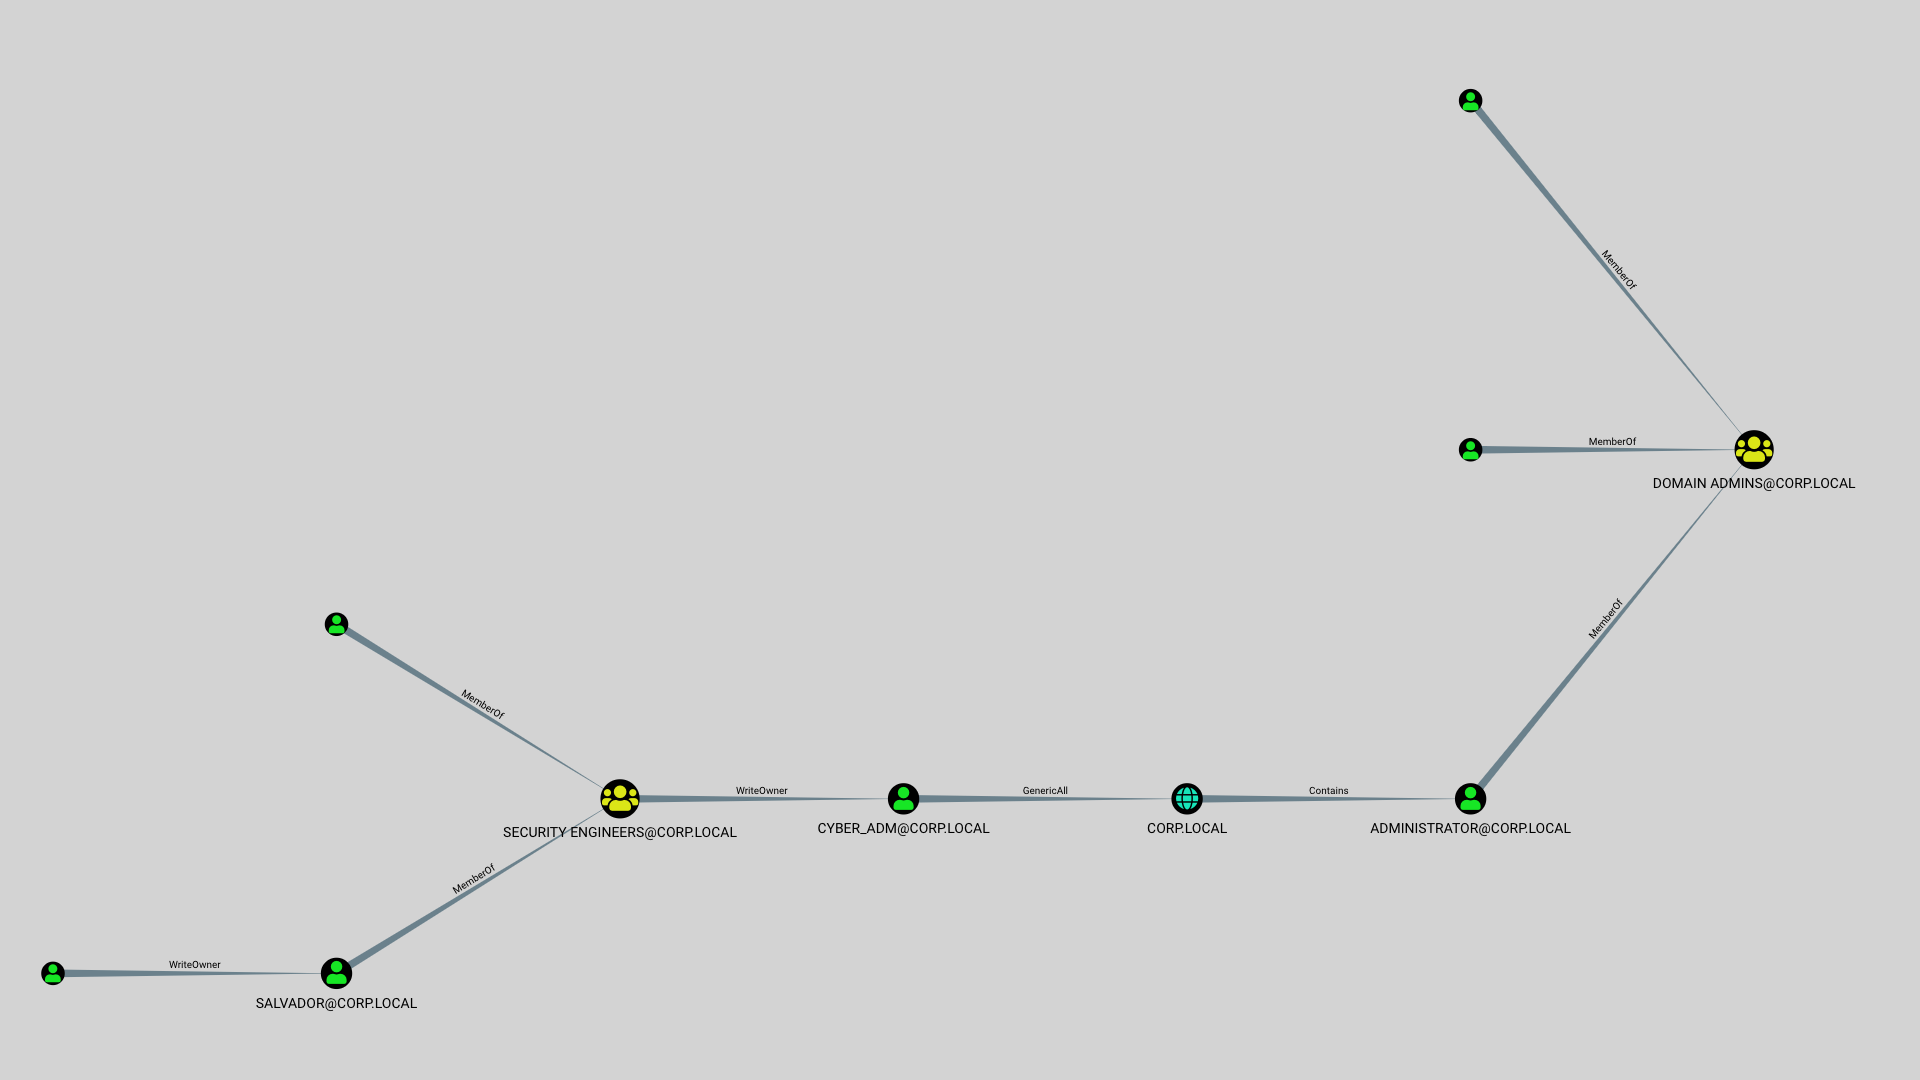 MemberOf
MemberOf
DOMAIN ADMINS@CORP.LOCAL
MemberOf
MemberOf
WriteOwner
GenericAll
Contains
SECURITY ENGINEERS@CORP.LOCAL
CYBER_ADM@CORP.LOCAL
CORP.LOCAL
ADMINISTRATOR@CORP.LOCAL
MemberOf
WriteOwner
SALVADOR@CORP.LOCAL